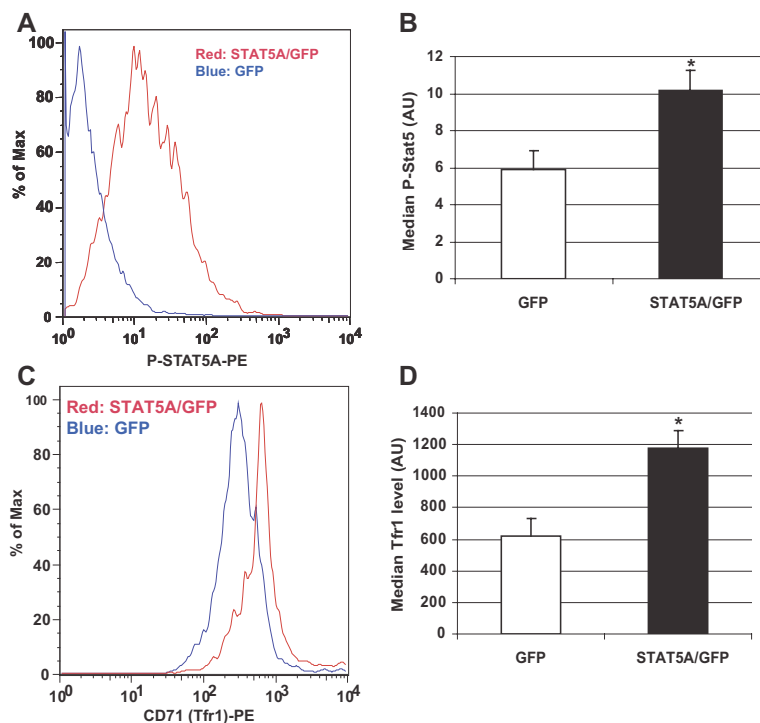 A
100
80
60
40
20
0
% of Max
Red: STAT5A/GFP
Blue: GFP
10^0 10^1 10^2 10^3 10^4
P-STAT5A-PE
B
12
10
8
6
4
2
0
Median P-Stat5 (AU)
*
GFP STAT5A/GFP
C
100
80
60
40
20
0
% of Max
Red: STAT5A/GFP
Blue: GFP
10^0 10^1 10^2 10^3 10^4
CD71 (Tfr1)-PE
D
1400
1200
1000
800
600
400
200
0
Median Tfr1 level (AU)
*
GFP STAT5A/GFP